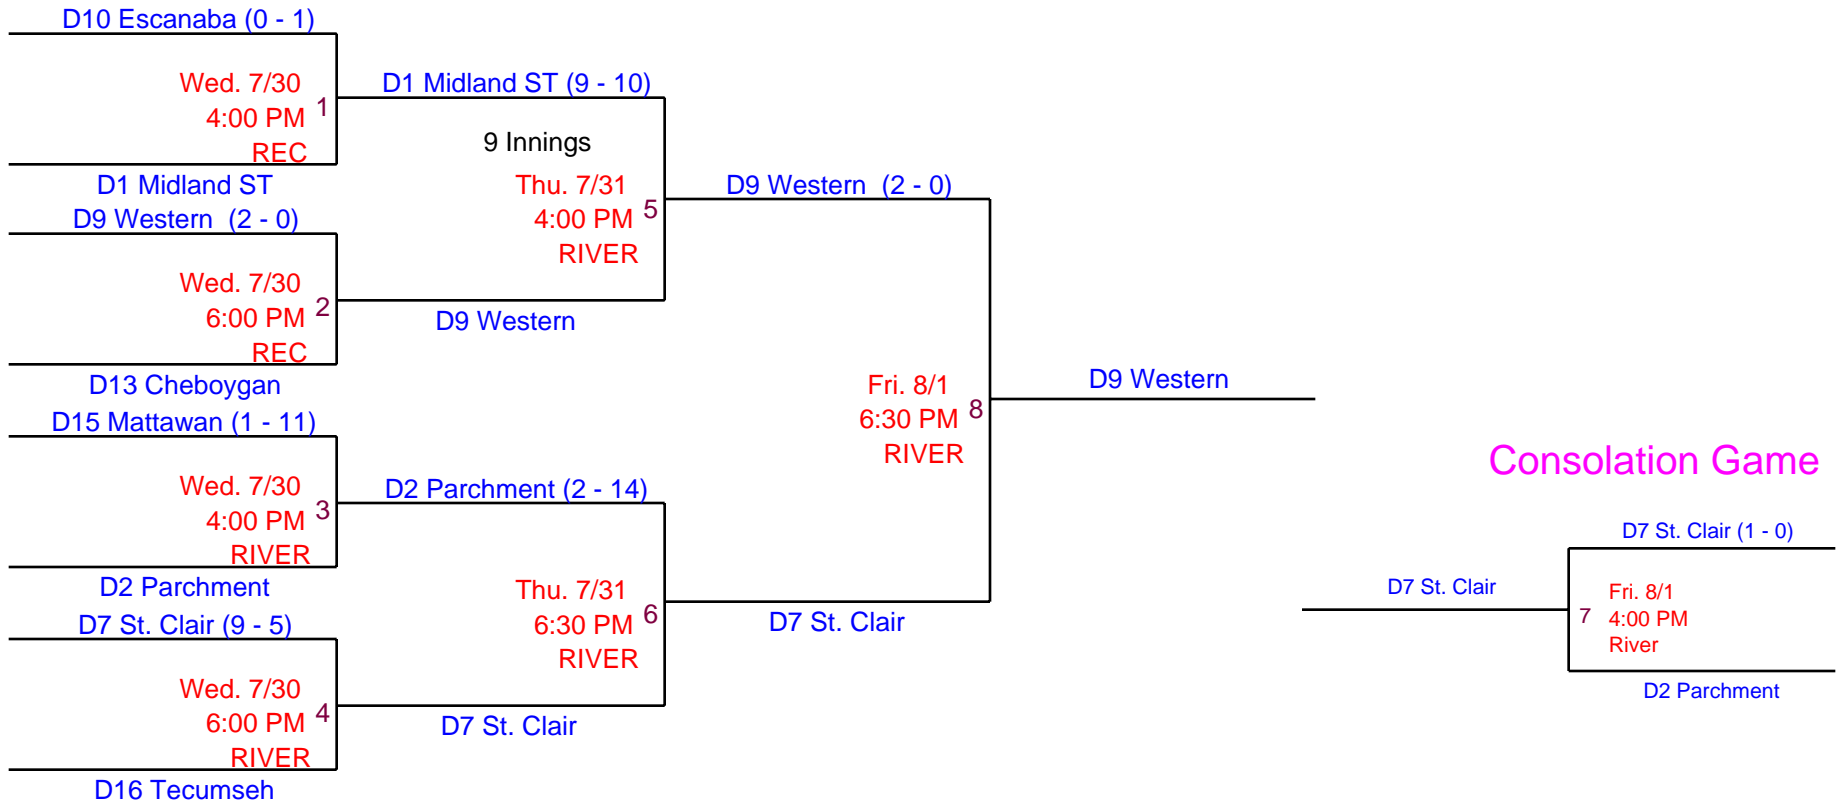 D10 Escanaba (0 - 1)
Wed. 7/30
4:00 PM
1
REC
D1 Midland ST
D9 Western  (2 - 0)
Wed. 7/30
6:00 PM
2
REC
D13 Cheboygan
D15 Mattawan (1 - 11)
Wed. 7/30
4:00 PM
3
RIVER
D2 Parchment
D7 St. Clair (9 - 5)
Wed. 7/30
6:00 PM
4
RIVER
D16 Tecumseh
D1 Midland ST (9 - 10)
9 Innings
Thu. 7/31
4:00 PM
5
RIVER
D9 Western
D2 Parchment (2 - 14)
Thu. 7/31
6:30 PM
6
RIVER
D7 St. Clair
D9 Western  (2 - 0)
Fri. 8/1
6:30 PM
8
RIVER
D7 St. Clair
D9 Western
Consolation Game
D7 St. Clair (1 - 0)
D7 St. Clair
Fri. 8/1
7
4:00 PM
River
D2 Parchment